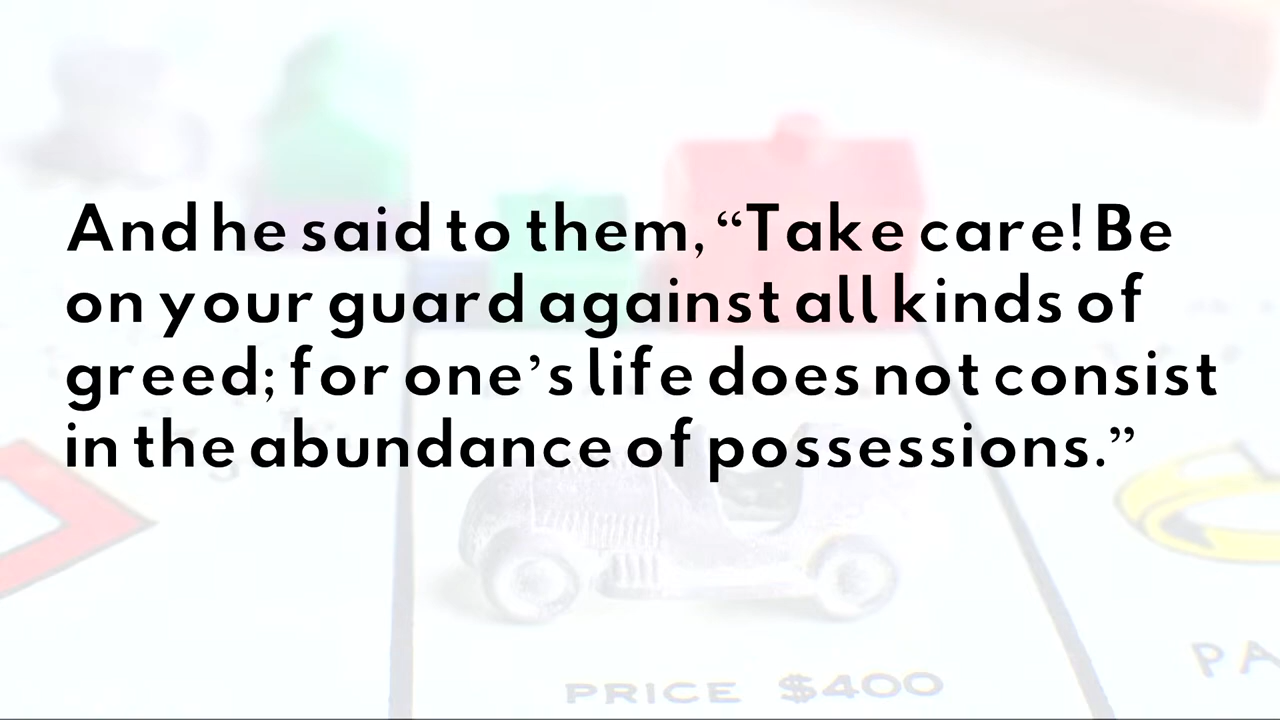 And he said to them, “Take care! Be
on your guard against all kinds of
greed; for one’s life does not consist
in the abundance of possessions.”
PRICE $400
PA